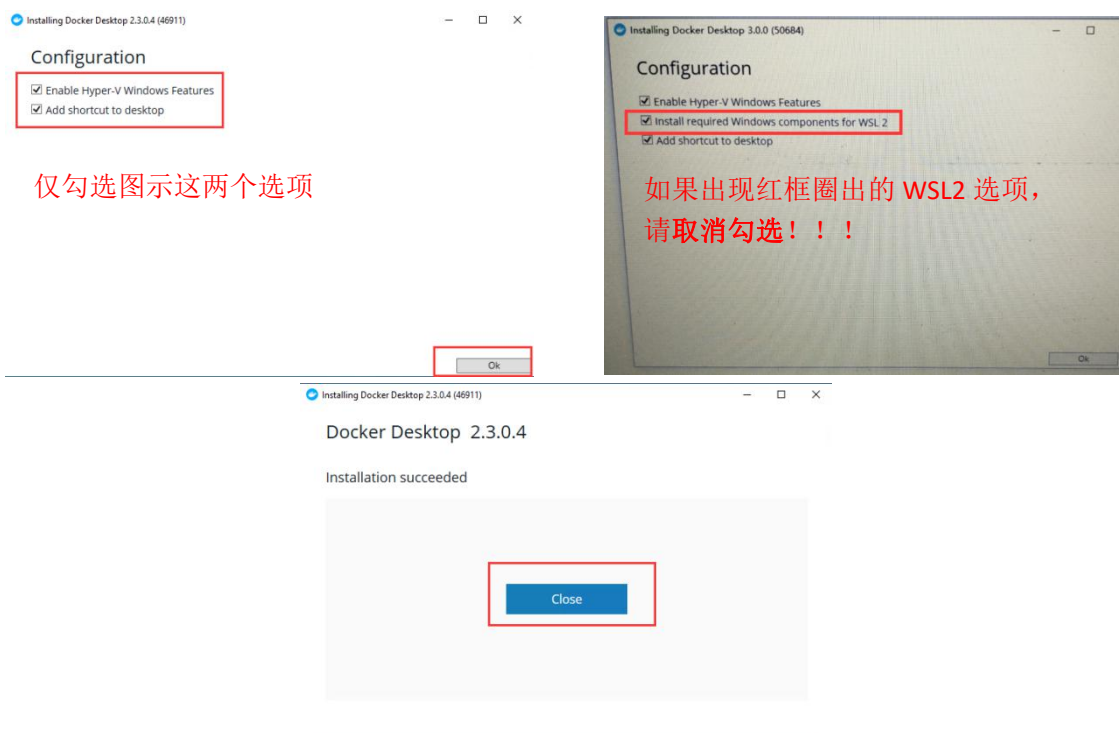 Installing Docker Desktop 2.3.0.4 (46911)
Configuration
Enable Hyper-V Windows Features
Add shortcut to desktop
仅勾选图示这两个选项
Ok
Installing Docker Desktop 3.0.0 (50684)
Configuration
Enable Hyper-V Windows Features
Install required Windows components for WSL 2
Add shortcut to desktop
如果出现红框圈出的 WSL2 选项，
请取消勾选！！！
Ok
Installing Docker Desktop 2.3.0.4 (46911)
Docker Desktop 2.3.0.4
Installation succeeded
Close